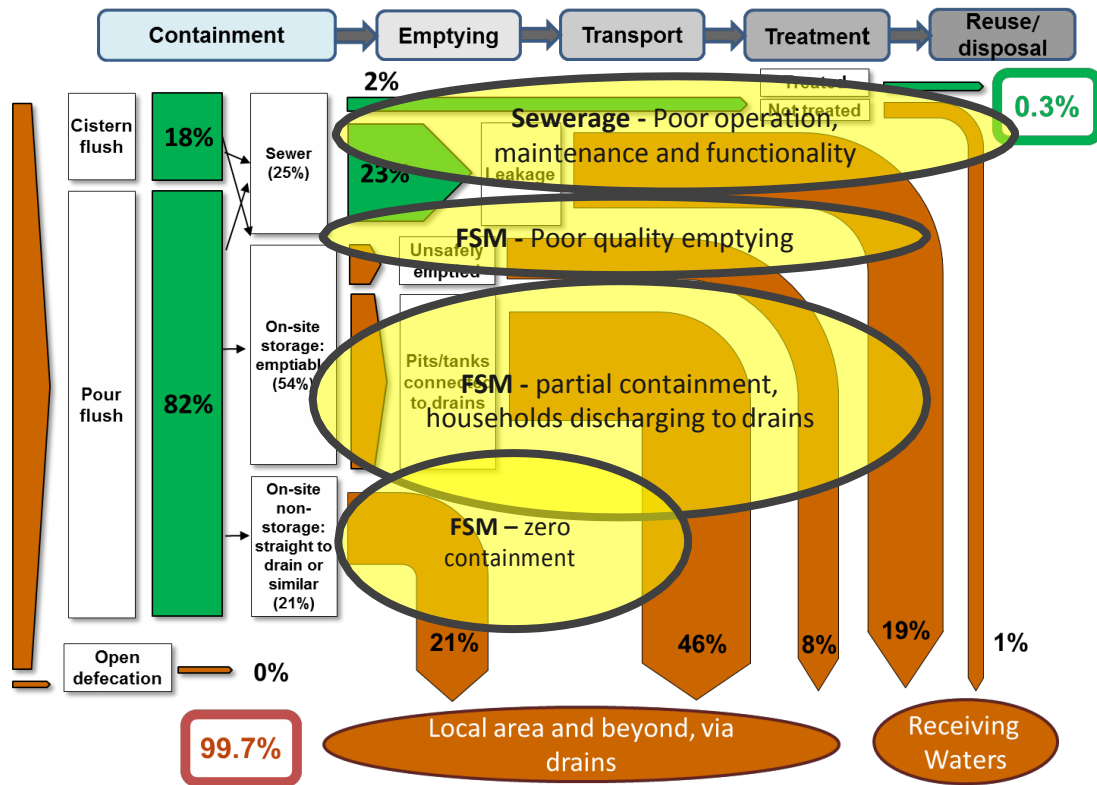 Containment
Emptying
Transport
Treatment
Reuse/
disposal
2%
Treated
Not treated
0.3%
Cistern
flush
18%
Sewer
(25%)
23%
Leakage
Sewerage - Poor operation,
maintenance and functionality
FSM - Poor quality emptying
Unsafely
emptied
Pour
flush
82%
On-site
storage:
emptiable
(54%)
Pits/tanks
connected
to drains
FSM - partial containment,
households discharging to drains
On-site
non-
storage:
straight to
drain or
similar
(21%)
FSM – zero
containment
21%
46%
8%
19%
1%
Open
defecation
0%
99.7%
Local area and beyond, via
drains
Receiving
Waters